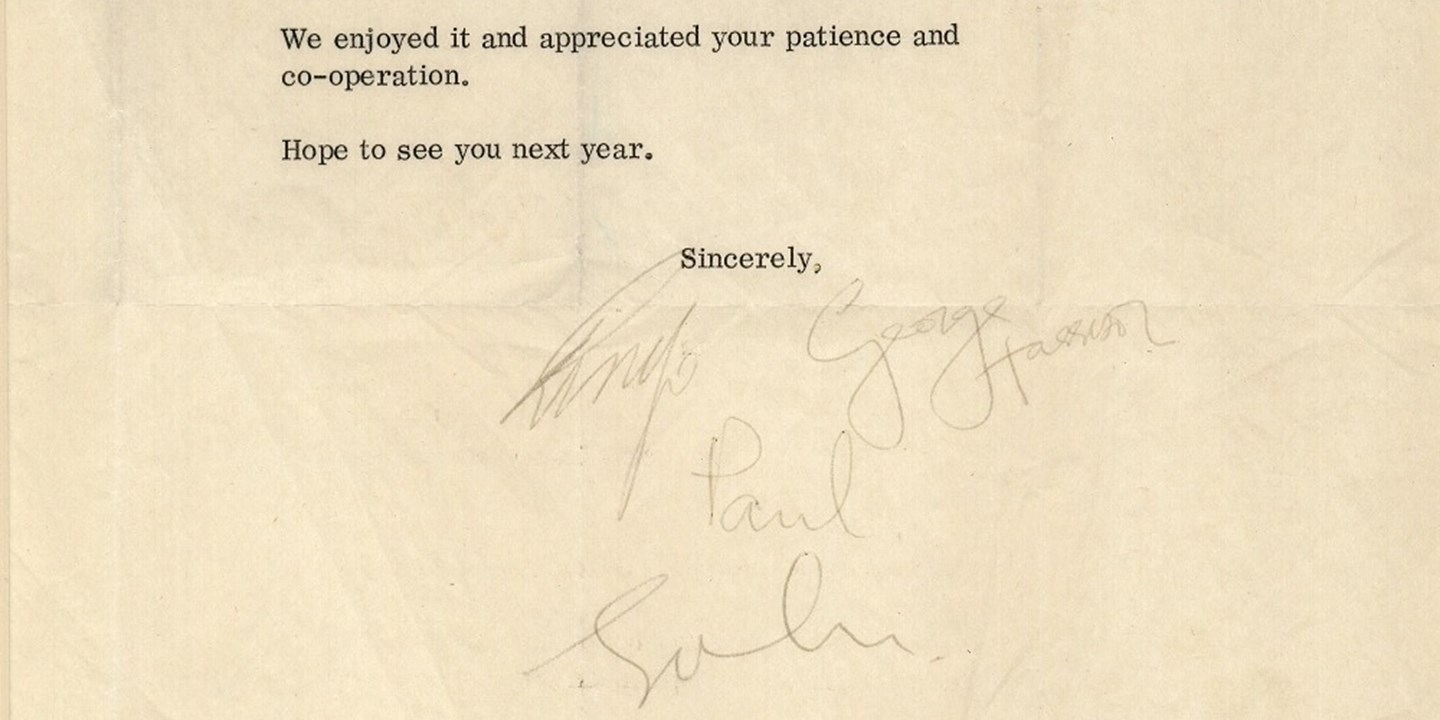 We enjoyed it and appreciated your patience and
co-operation.
Hope to see you next year.
Sincerely,
Ringo
George Harrison
Paul
John